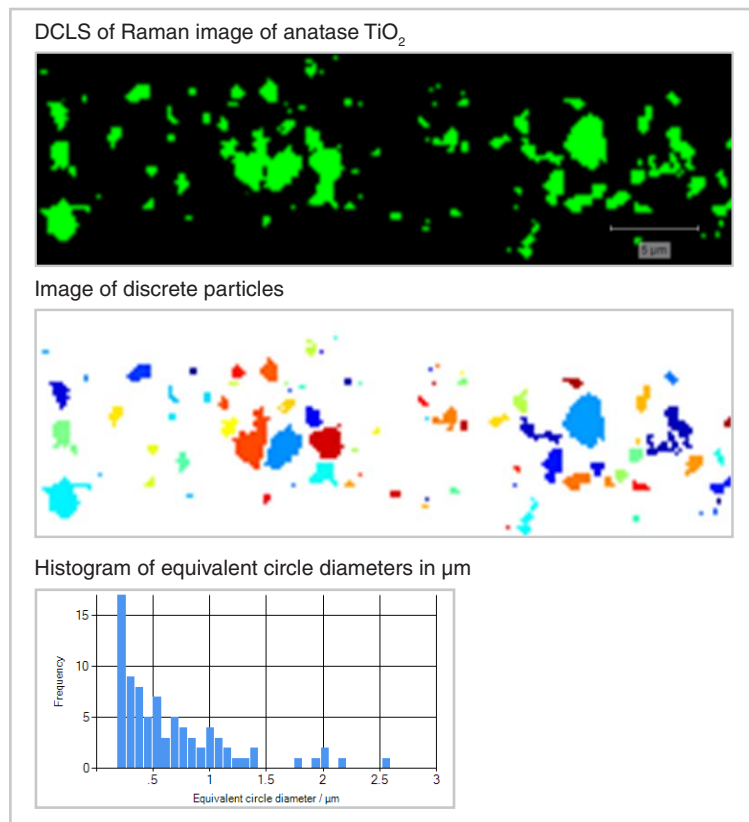 DCLS of Raman image of anatase TiO₂
5 µm
Image of discrete particles
Histogram of equivalent circle diameters in µm
15
10
5
0
Frequency
.5 1 1.5 2 2.5 3
Equivalent circle diameter / µm